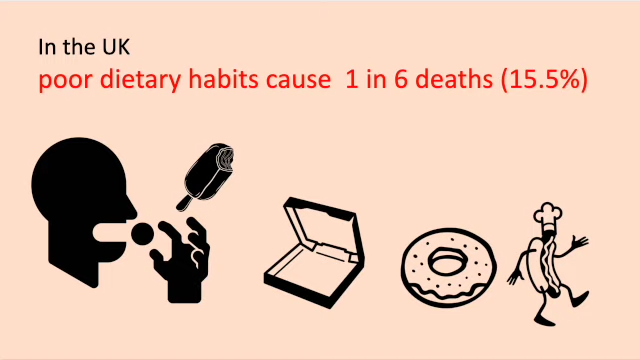 In the UK
poor dietary habits cause  1 in 6 deaths (15.5%)